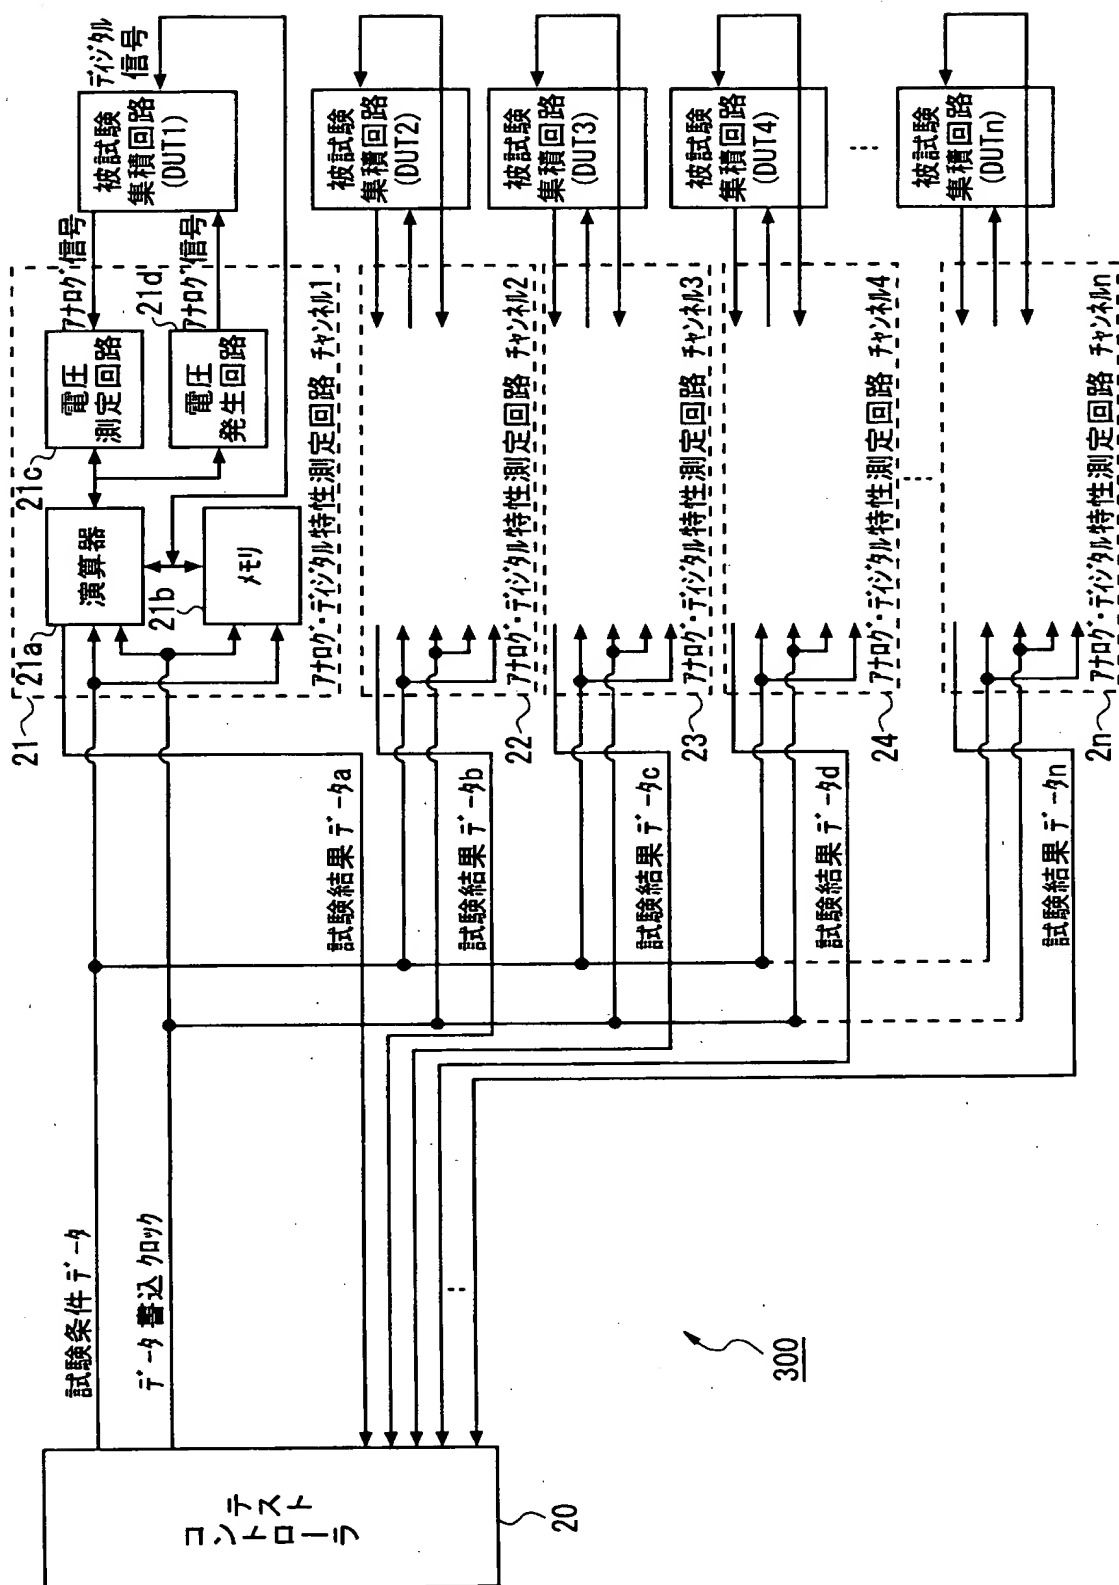 テスト
コントローラ
20
試験条件データ
データ書込クロック
300
試験結果データa
試験結果データb
試験結果データc
試験結果データd
試験結果データn
21
21a
演算器
21b
メモリ
21c
電圧
測定回路
21d
電圧
発生回路
アナログ・ディジタル特性測定回路 チャンネル1
アナログ信号
アナログ信号
ディジタル
信号
被試験
集積回路
(DUT1)
22
アナログ・ディジタル特性測定回路 チャンネル2
被試験
集積回路
(DUT2)
23
アナログ・ディジタル特性測定回路 チャンネル3
被試験
集積回路
(DUT3)
24
アナログ・ディジタル特性測定回路 チャンネル4
被試験
集積回路
(DUT4)
2n
アナログ・ディジタル特性測定回路 チャンネルn
被試験
集積回路
(DUTn)